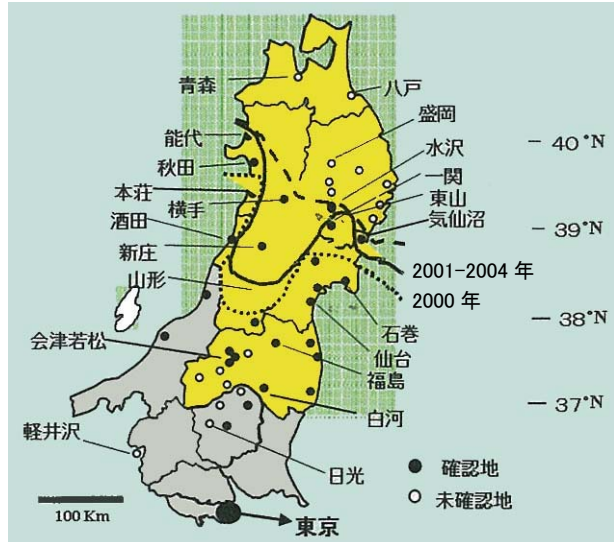 青森
八戸
盛岡
能代
水沢
40°N
秋田
一関
本荘
東山
横手
気仙沼
酒田
39°N
新庄
2001-2004 年
山形
2000 年
石巻
38°N
会津若松
仙台
福島
白河
37°N
軽井沢
日光
確認地
未確認地
100 Km
東京